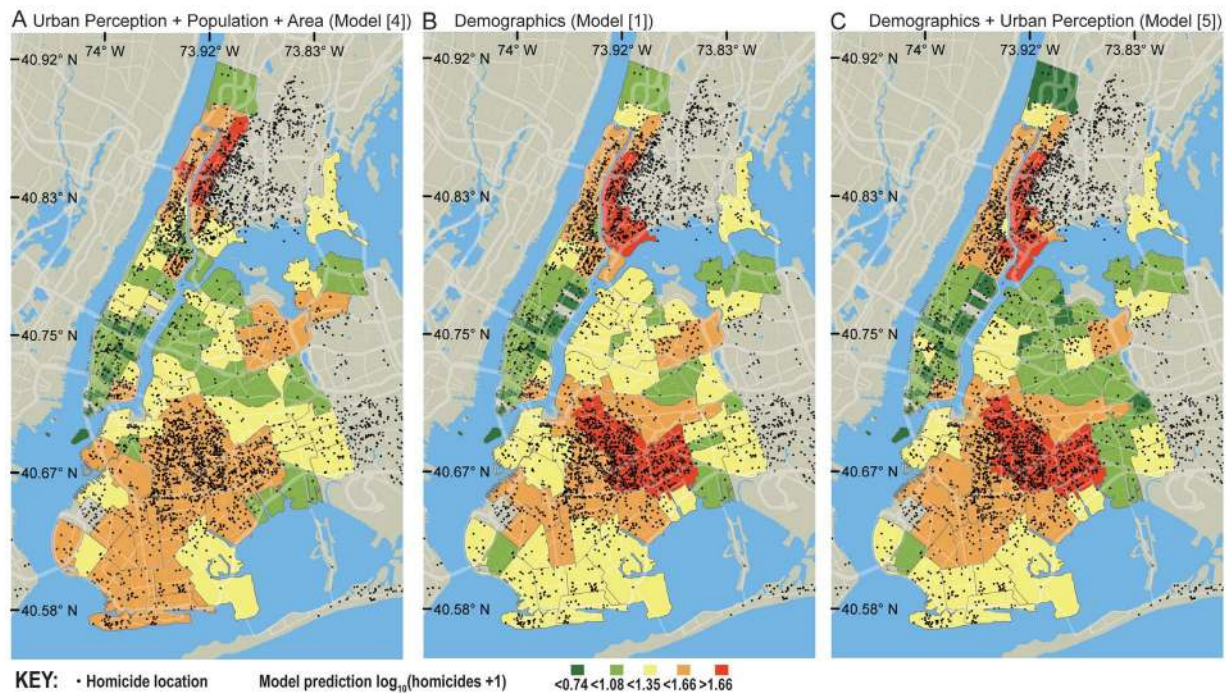 A Urban Perception + Population + Area (Model [4])
74° W 73.92° W 73.83° W
40.92° N
40.83° N
40.75° N
40.67° N
40.58° N
B Demographics (Model [1])
74° W 73.92° W 73.83° W
40.92° N
40.83° N
40.75° N
40.67° N
40.58° N
C Demographics + Urban Perception (Model [5])
74° W 73.92° W 73.83° W
40.92° N
40.83° N
40.75° N
40.67° N
40.58° N
KEY: • Homicide location Model prediction log10(homicides +1) <0.74 <1.08 <1.35 <1.66 >1.66